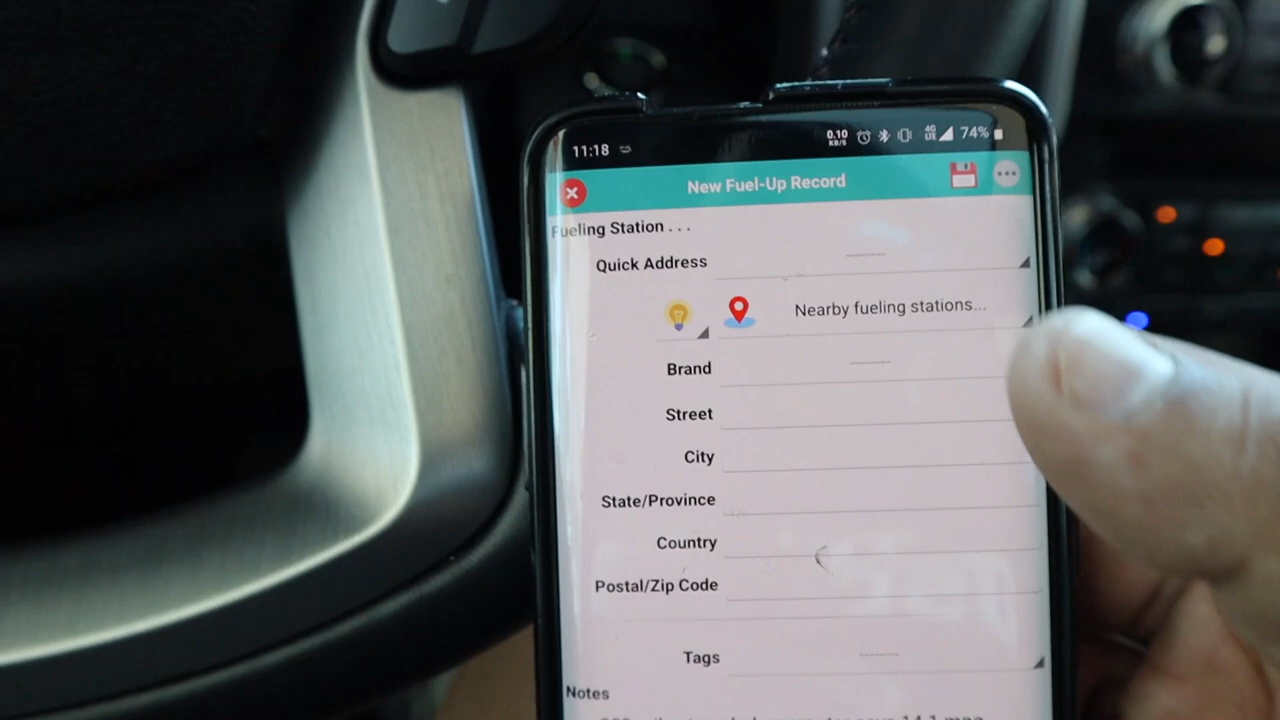 11:18 0.10 KB/S 4G LTE 74%
New Fuel-Up Record
Fueling Station . . .
Quick Address
Nearby fueling stations...
Brand
Street
City
State/Province
Country
Postal/Zip Code
Tags
Notes